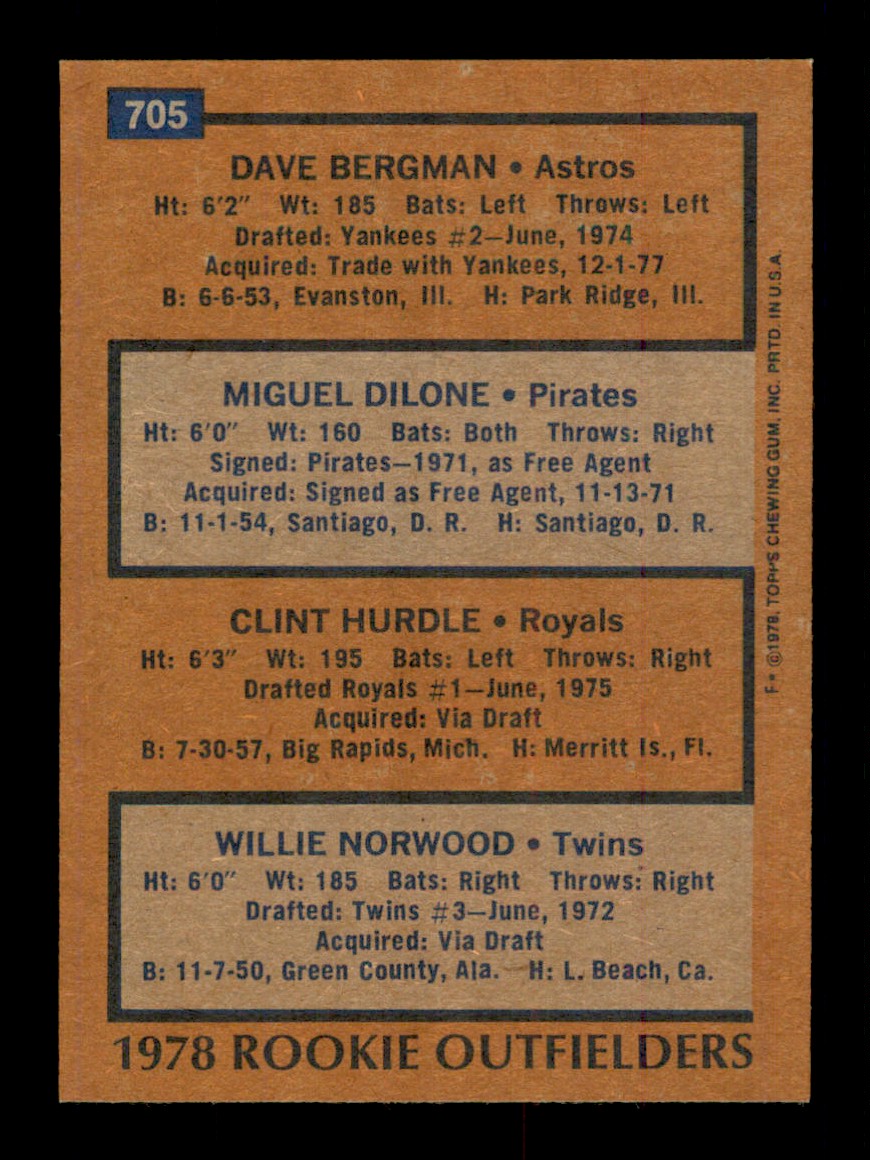 705
DAVE BERGMAN • Astros
Ht: 6'2" Wt: 185 Bats: Left Throws: Left
Drafted: Yankees #2—June, 1974
Acquired: Trade with Yankees, 12-1-77
B: 6-6-53, Evanston, Ill. H: Park Ridge, Ill.
MIGUEL DILONE • Pirates
Ht: 6'0" Wt: 160 Bats: Both Throws: Right
Signed: Pirates—1971, as Free Agent
Acquired: Signed as Free Agent, 11-13-71
B: 11-1-54, Santiago, D. R. H: Santiago, D. R.
CLINT HURDLE • Royals
Ht: 6'3" Wt: 195 Bats: Left Throws: Right
Drafted Royals #1—June, 1975
Acquired: Via Draft
B: 7-30-57, Big Rapids, Mich. H: Merritt Is., Fl.
WILLIE NORWOOD • Twins
Ht: 6'0" Wt: 185 Bats: Right Throws: Right
Drafted: Twins #3—June, 1972
Acquired: Via Draft
B: 11-7-50, Green County, Ala. H: L. Beach, Ca.
1978 ROOKIE OUTFIELDERS
F* ©1978, TOPPS CHEWING GUM, INC. PRTD. IN U.S.A.